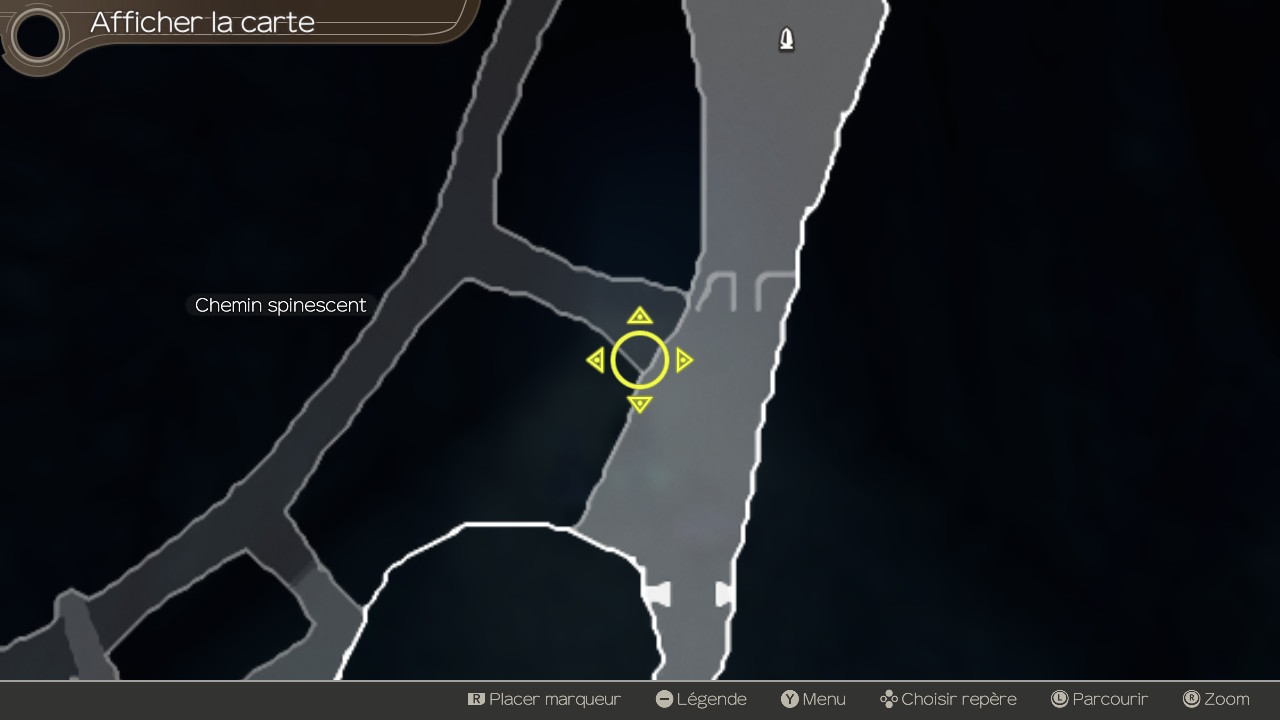 Afficher la carte
Chemin spinescent
R Placer marqueur − Légende Y Menu Choisir repère L Parcourir R Zoom